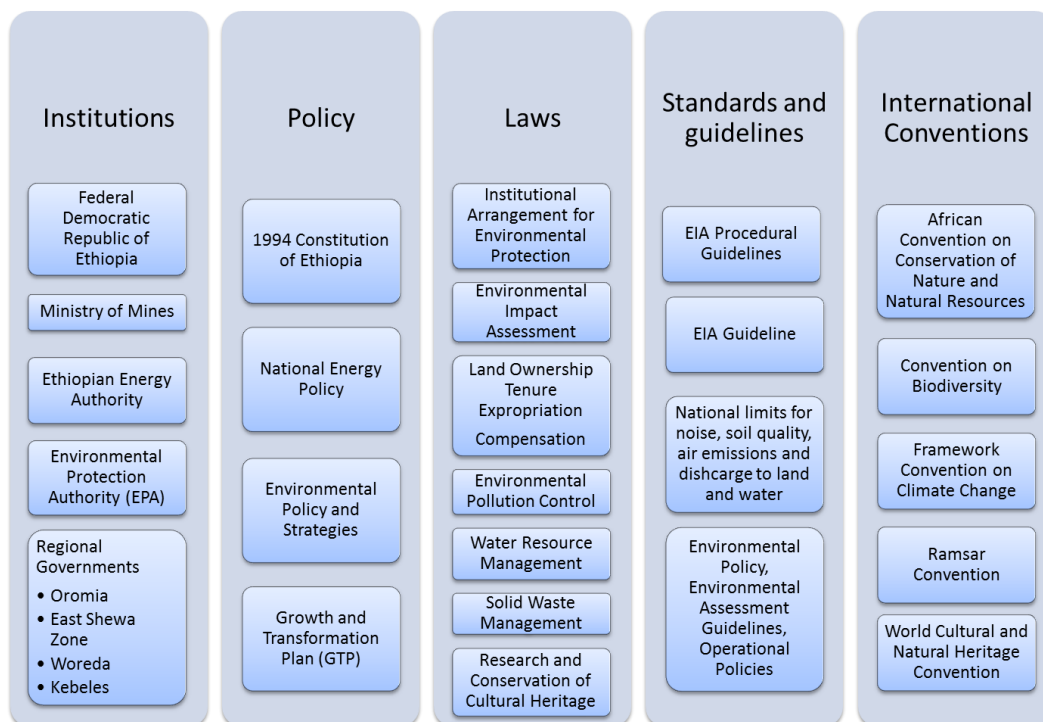 Institutions
Federal
Democratic
Republic of
Ethiopia
Ministry of Mines
Ethiopian Energy
Authority
Environmental
Protection
Authority (EPA)
Regional
Governments
• Oromia
• East Shewa
Zone
• Woreda
• Kebeles
Policy
1994 Constitution
of Ethiopia
National Energy
Policy
Environmental
Policy and
Strategies
Growth and
Transformation
Plan (GTP)
Laws
Institutional
Arrangement for
Environmental
Protection
Environmental
Impact
Assessment
Land Ownership
Tenure
Expropriation
Compensation
Environmental
Pollution Control
Water Resource
Management
Solid Waste
Management
Research and
Conservation of
Cultural Heritage
Standards and
guidelines
EIA Procedural
Guidelines
EIA Guideline
National limits for
noise, soil quality,
air emissions and
dishcarge to land
and water
Environmental
Policy,
Environmental
Assessment
Guidelines,
Operational
Policies
International
Conventions
African
Convention on
Conservation of
Nature and
Natural Resources
Convention on
Biodiversity
Framework
Convention on
Climate Change
Ramsar
Convention
World Cultural and
Natural Heritage
Convention